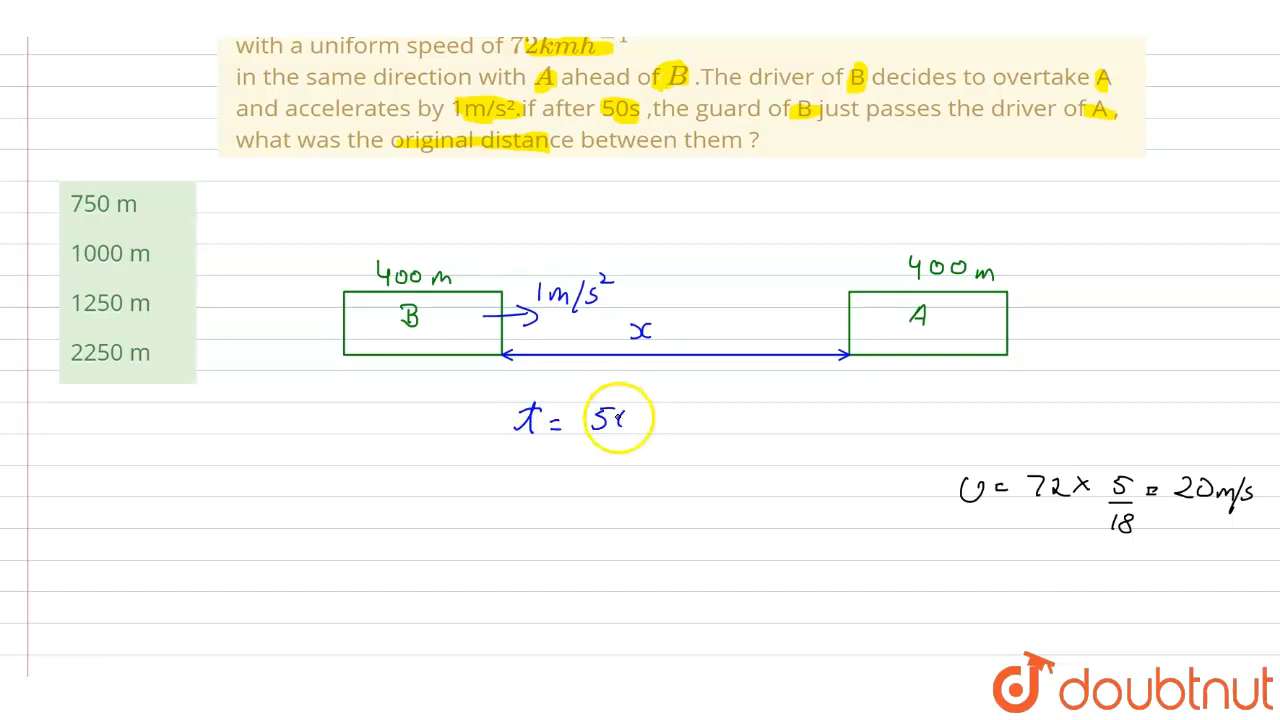 with a uniform speed of 72kmh⁻¹
in the same direction with A ahead of B .The driver of B decides to overtake A
and accelerates by 1m/s².if after 50s ,the guard of B just passes the driver of A ,
what was the original distance between them ?
750 m
1000 m
1250 m
2250 m
400 m
400 m
B
1m/s²
x
A
t =
U = 72 × 5/18 = 20m/s
doubtnut